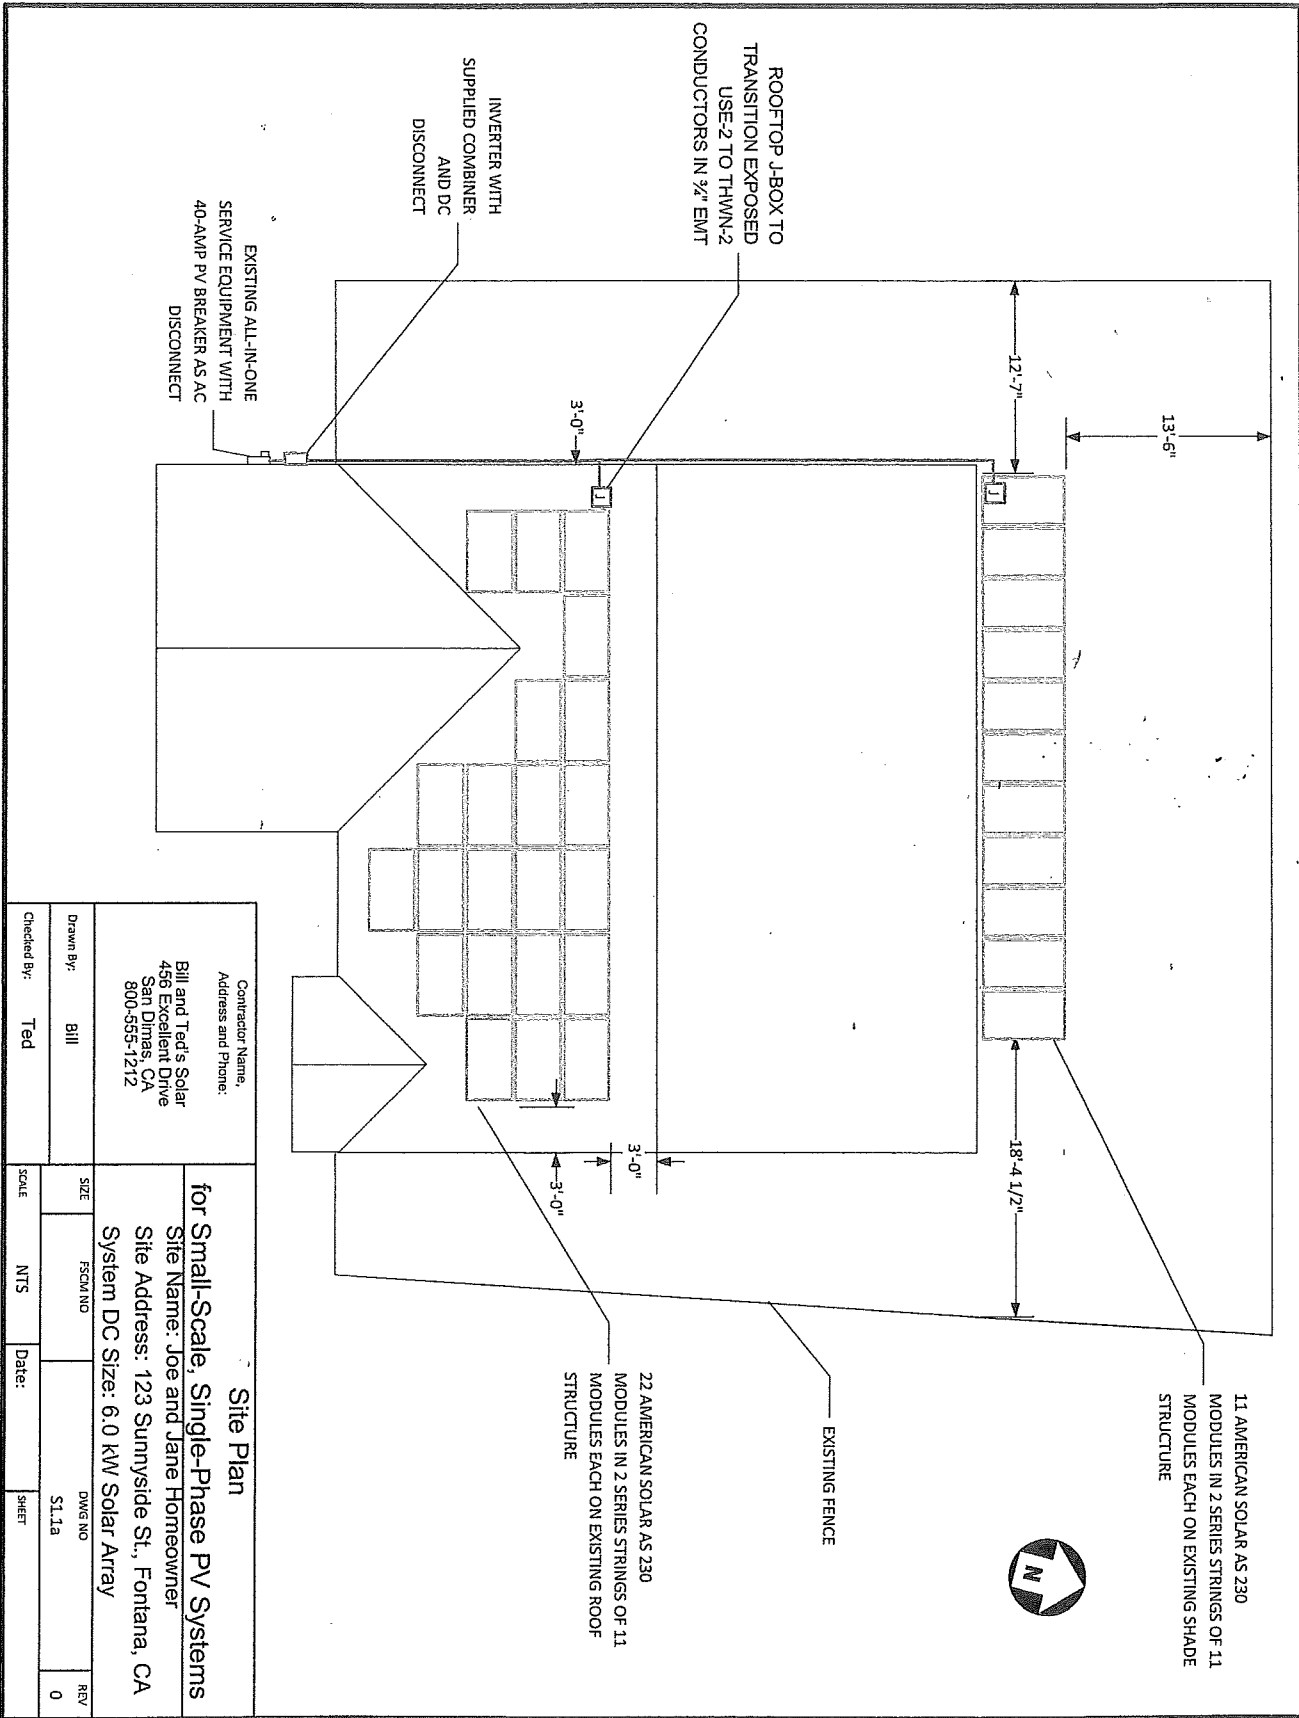 11 AMERICAN SOLAR AS 230
MODULES IN 2 SERIES STRINGS OF 11
MODULES EACH ON EXISTING SHADE
STRUCTURE
13'-6"
12'-7"
18'-4 1/2"
N
J
ROOFTOP J-BOX TO
TRANSITION EXPOSED
USE-2 TO THWN-2
CONDUCTORS IN ¾" EMT
EXISTING FENCE
22 AMERICAN SOLAR AS 230
MODULES IN 2 SERIES STRINGS OF 11
MODULES EACH ON EXISTING ROOF
STRUCTURE
3'-0"
J
3'-0"
3'-0"
INVERTER WITH
SUPPLIED COMBINER
AND DC
DISCONNECT
EXISTING ALL-IN-ONE
SERVICE EQUIPMENT WITH
40-AMP PV BREAKER AS AC
DISCONNECT
Contractor Name,
Address and Phone:
Bill and Ted's Solar
456 Excellent Drive
San Dimas, CA
800-555-1212
Drawn By: Bill
Checked By: Ted
Site Plan
for Small-Scale, Single-Phase PV Systems
Site Name: Joe and Jane Homeowner
Site Address: 123 Sunnyside St., Fontana, CA
System DC Size: 6.0 kW Solar Array
SIZE
FSCM NO
DWG NO
S1.1a
REV
0
SCALE
NTS
Date:
SHEET